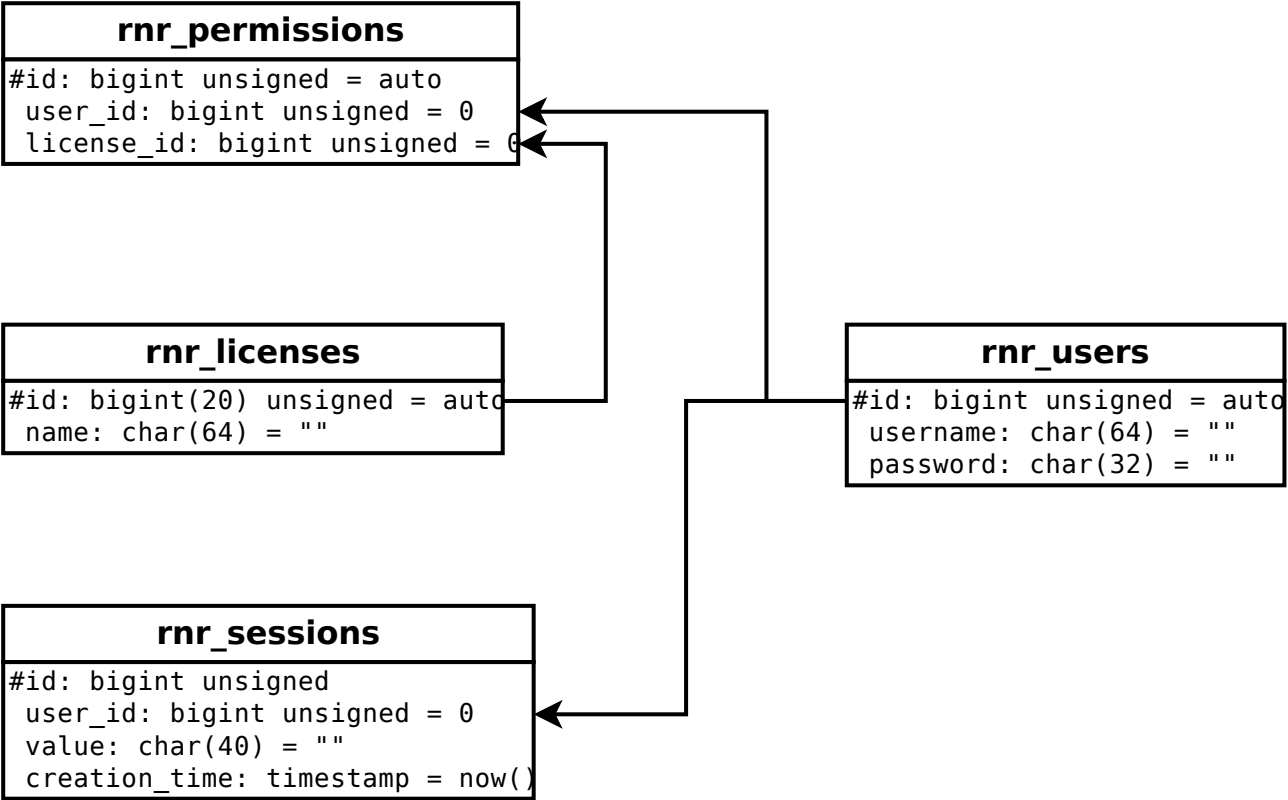 rnr_permissions
#id: bigint unsigned = auto
user_id: bigint unsigned = 0
license_id: bigint unsigned = 0
rnr_licenses
#id: bigint(20) unsigned = auto
name: char(64) = ""
rnr_users
#id: bigint unsigned = auto
username: char(64) = ""
password: char(32) = ""
rnr_sessions
#id: bigint unsigned
user_id: bigint unsigned = 0
value: char(40) = ""
creation_time: timestamp = now()